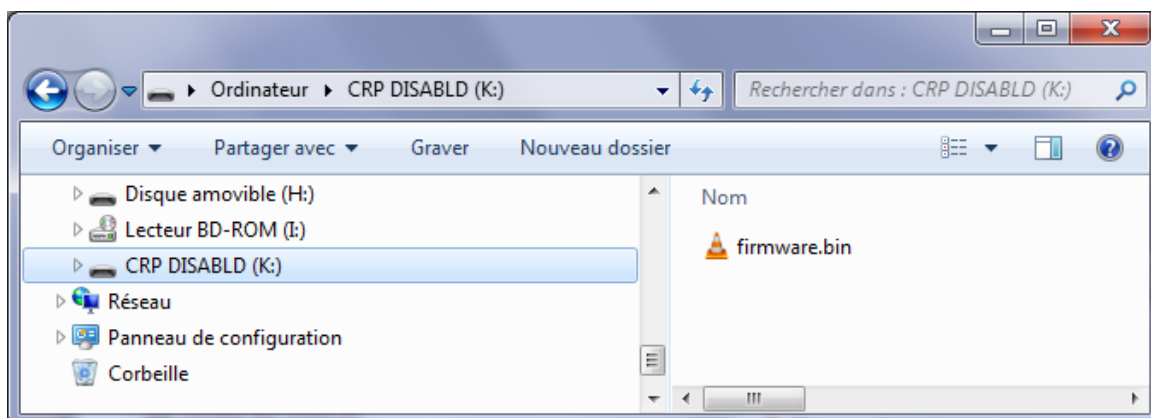 Ordinateur CRP DISABLD (K:) Rechercher dans : CRP DISABLD (K:)
Organiser Partager avec Graver Nouveau dossier
Disque amovible (H:)
Lecteur BD-ROM (I:)
CRP DISABLD (K:)
Réseau
Panneau de configuration
Corbeille
Nom
firmware.bin